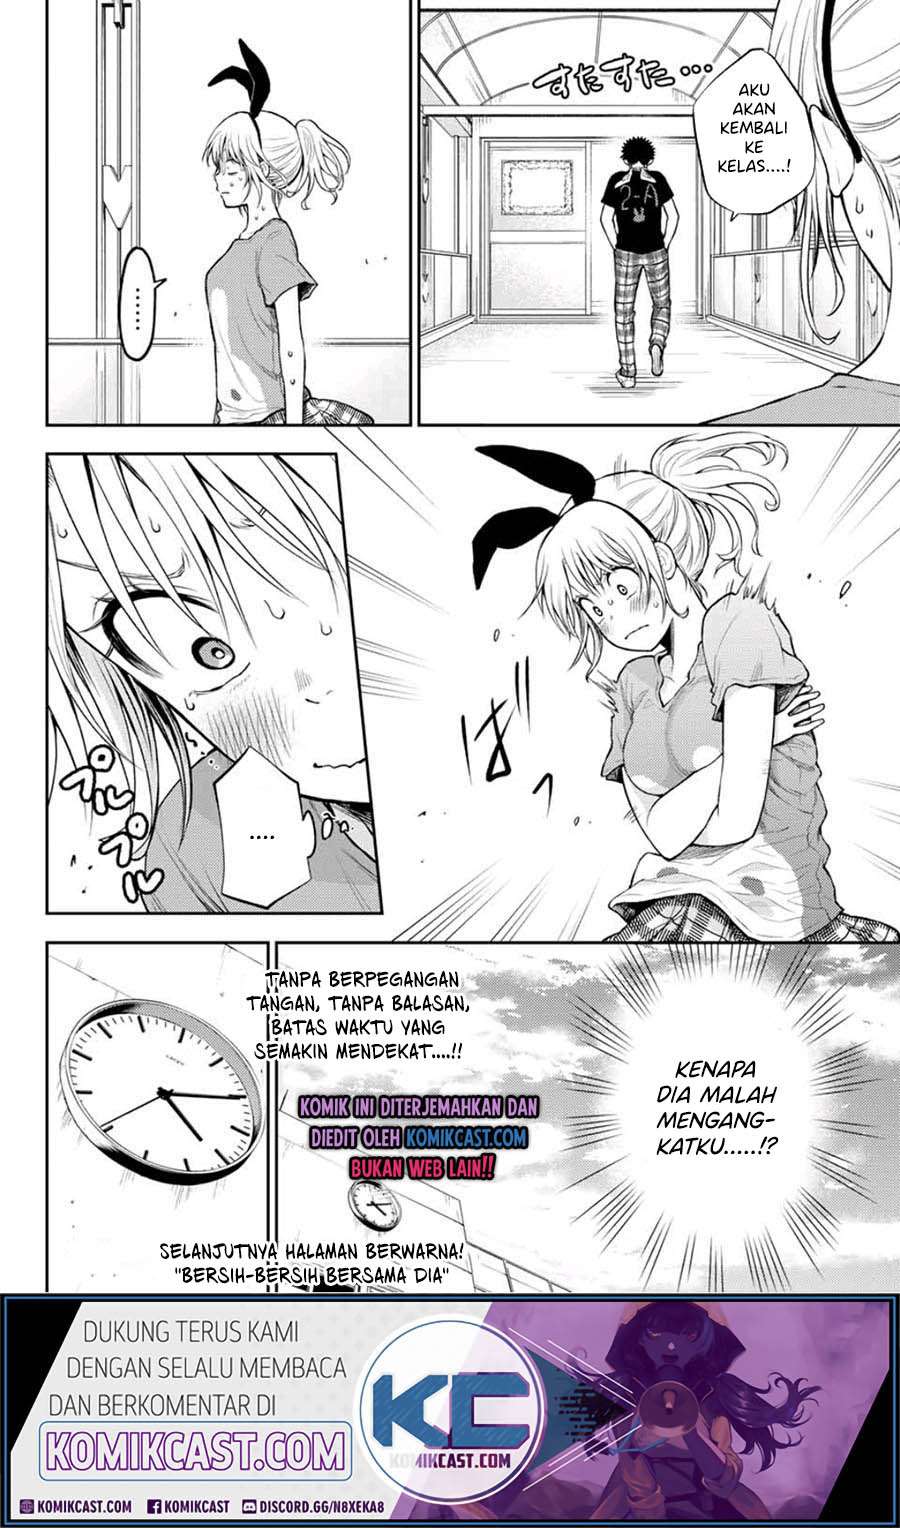 AKU
AKAN
KEMBALI
KE
KELAS....!
すたすた・・・
2-A
......
ば
プルプル
....
TANPA BERPEGANGAN
TANGAN, TANPA BALASAN,
BATAS WAKTU YANG
SEMAKIN MENDEKAT....!!
KENAPA
DIA MALAH
MENGANG-
KATKU.....!?
KOMIK INI DITERJEMAHKAN DAN
DIEDIT OLEH KOMIKCAST.COM
BUKAN WEB LAIN!!
SELANJUTNYA HALAMAN BERWARNA!
"BERSIH-BERSIH BERSAMA DIA"
DUKUNG TERUS KAMI
DENGAN SELALU MEMBACA
DAN BERKOMENTAR DI
KOMIKCAST.COM
KC
KOMIKCAST.COM
KOMIKCAST.COM KOMIKCAST DISCORD.GG/N8XEKA8